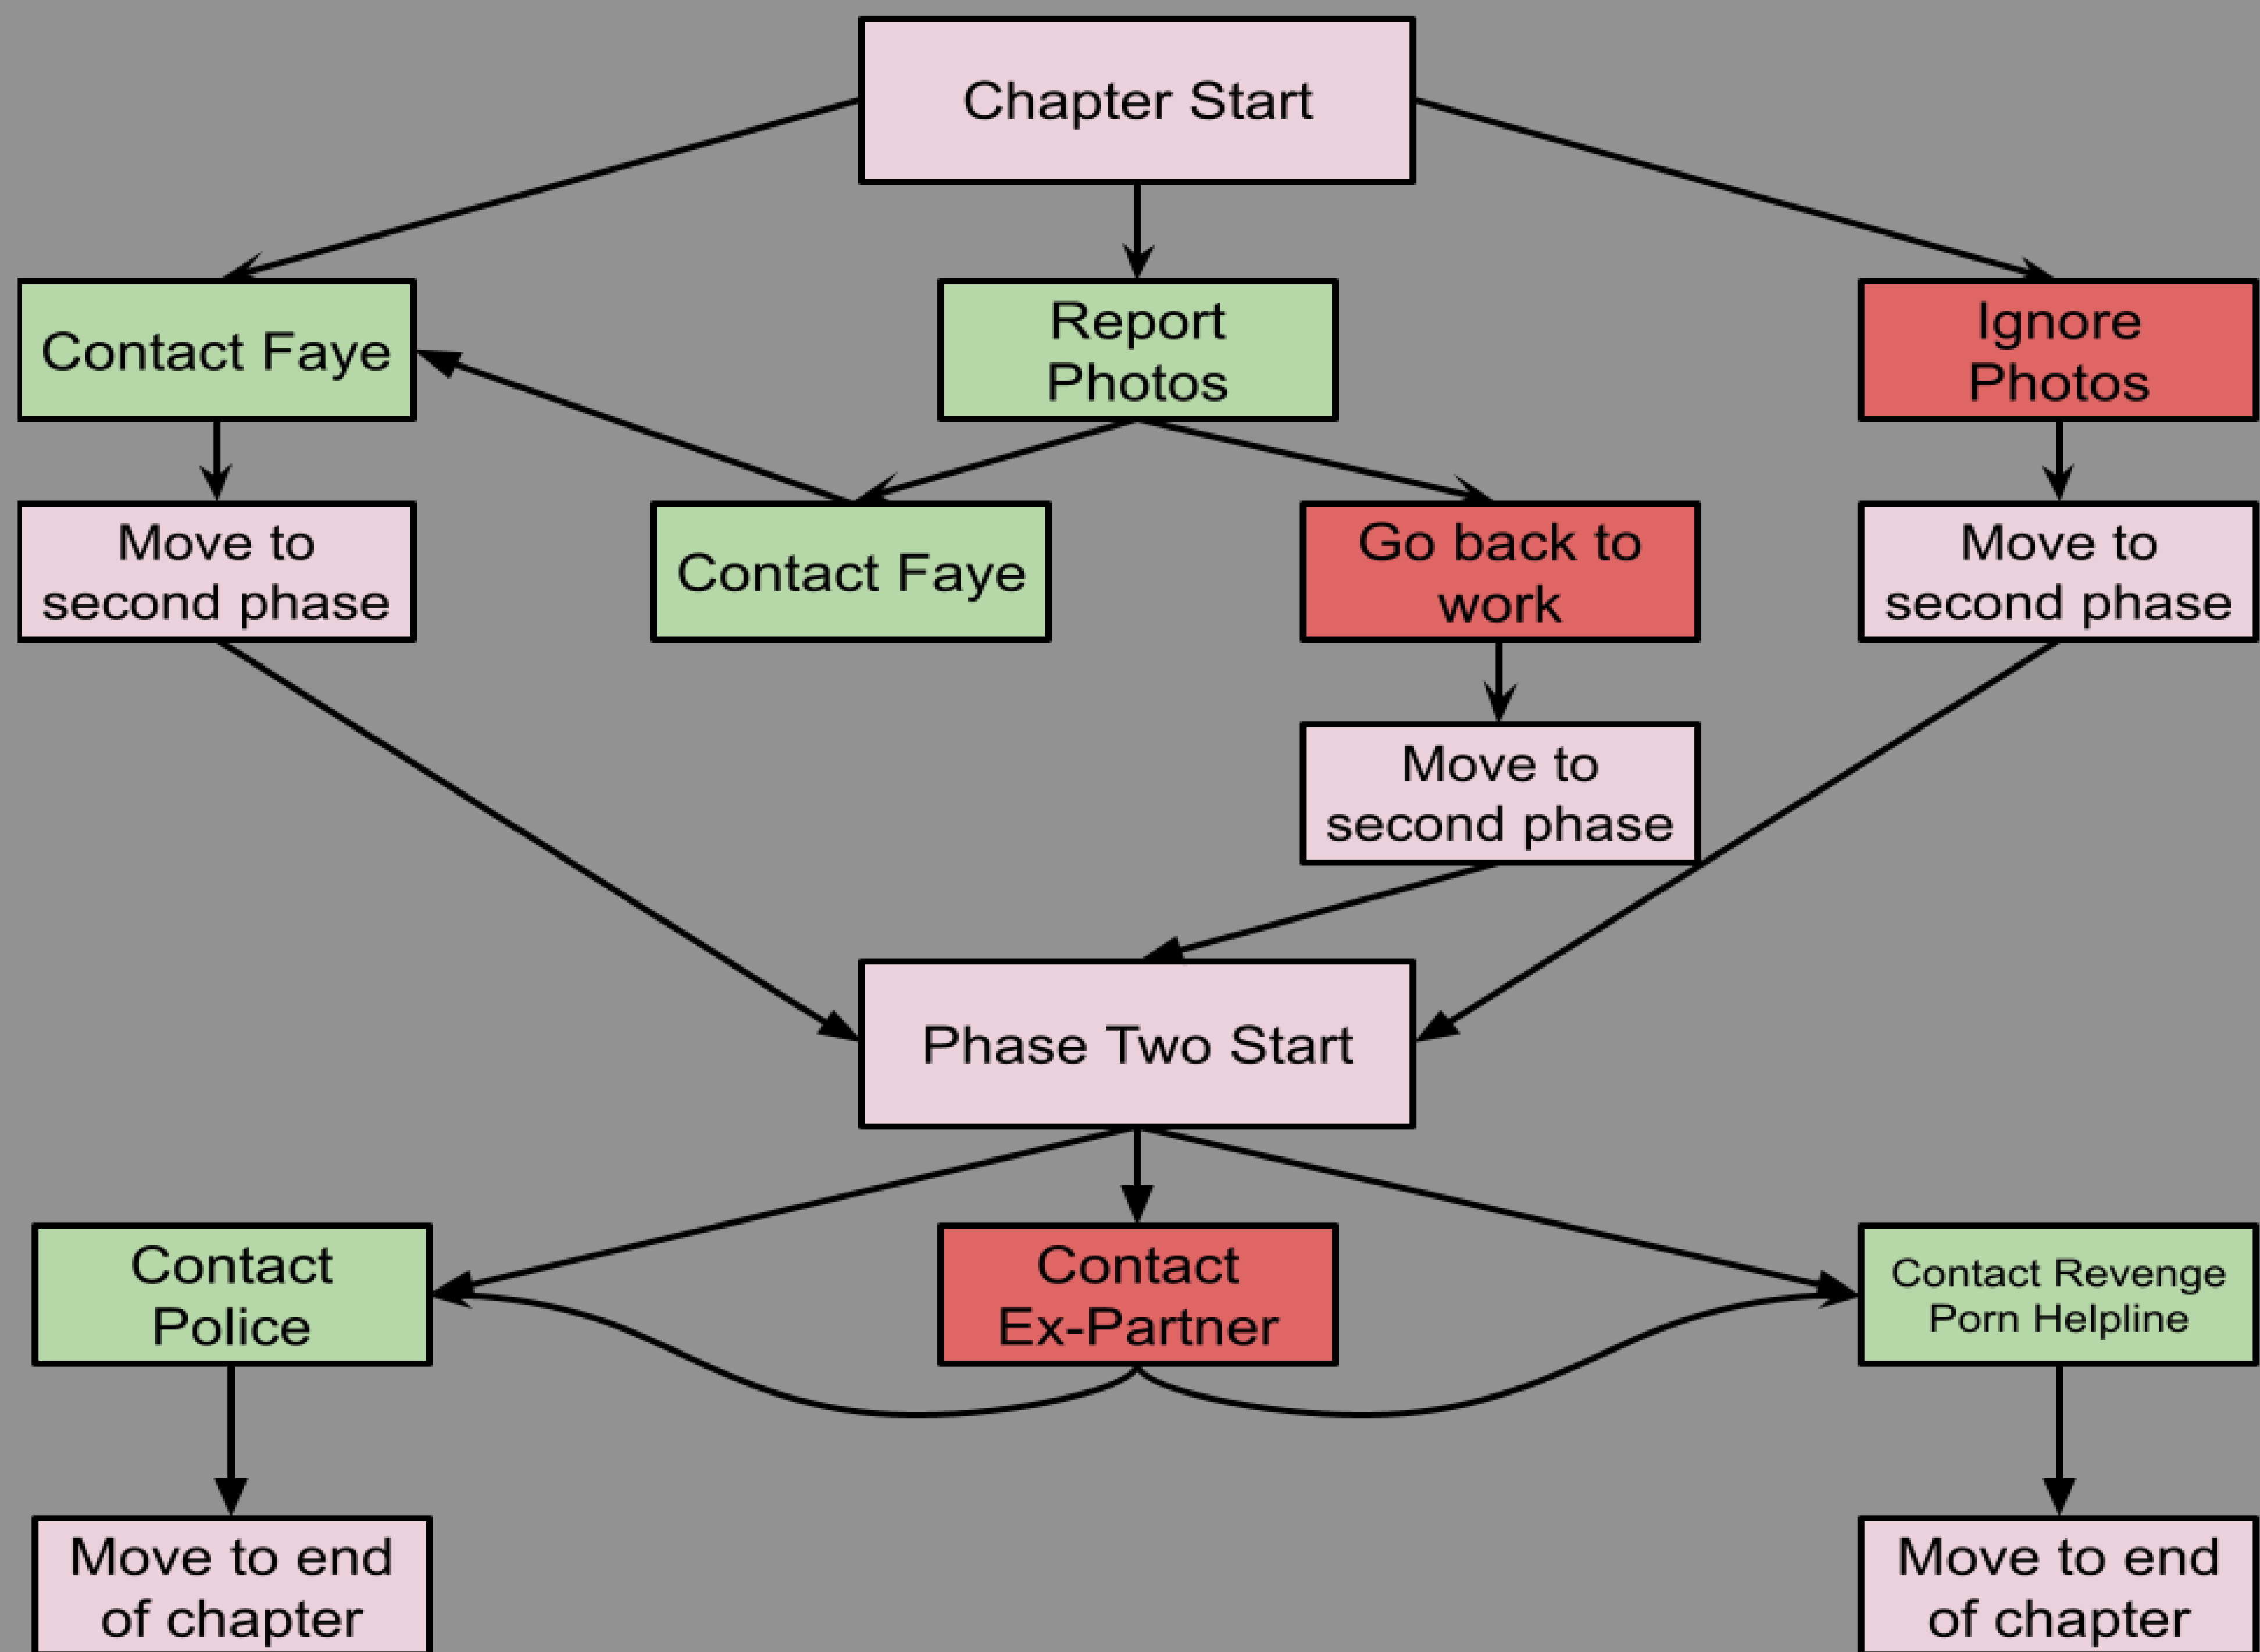 Chapter Start
Contact Faye
Report
Photos
Ignore
Photos
Move to
second phase
Contact Faye
Go back to
work
Move to
second phase
Move to
second phase
Phase Two Start
Contact
Police
Contact
Ex-Partner
Contact Revenge
Porn Helpline
Move to end
of chapter
Move to end
of chapter